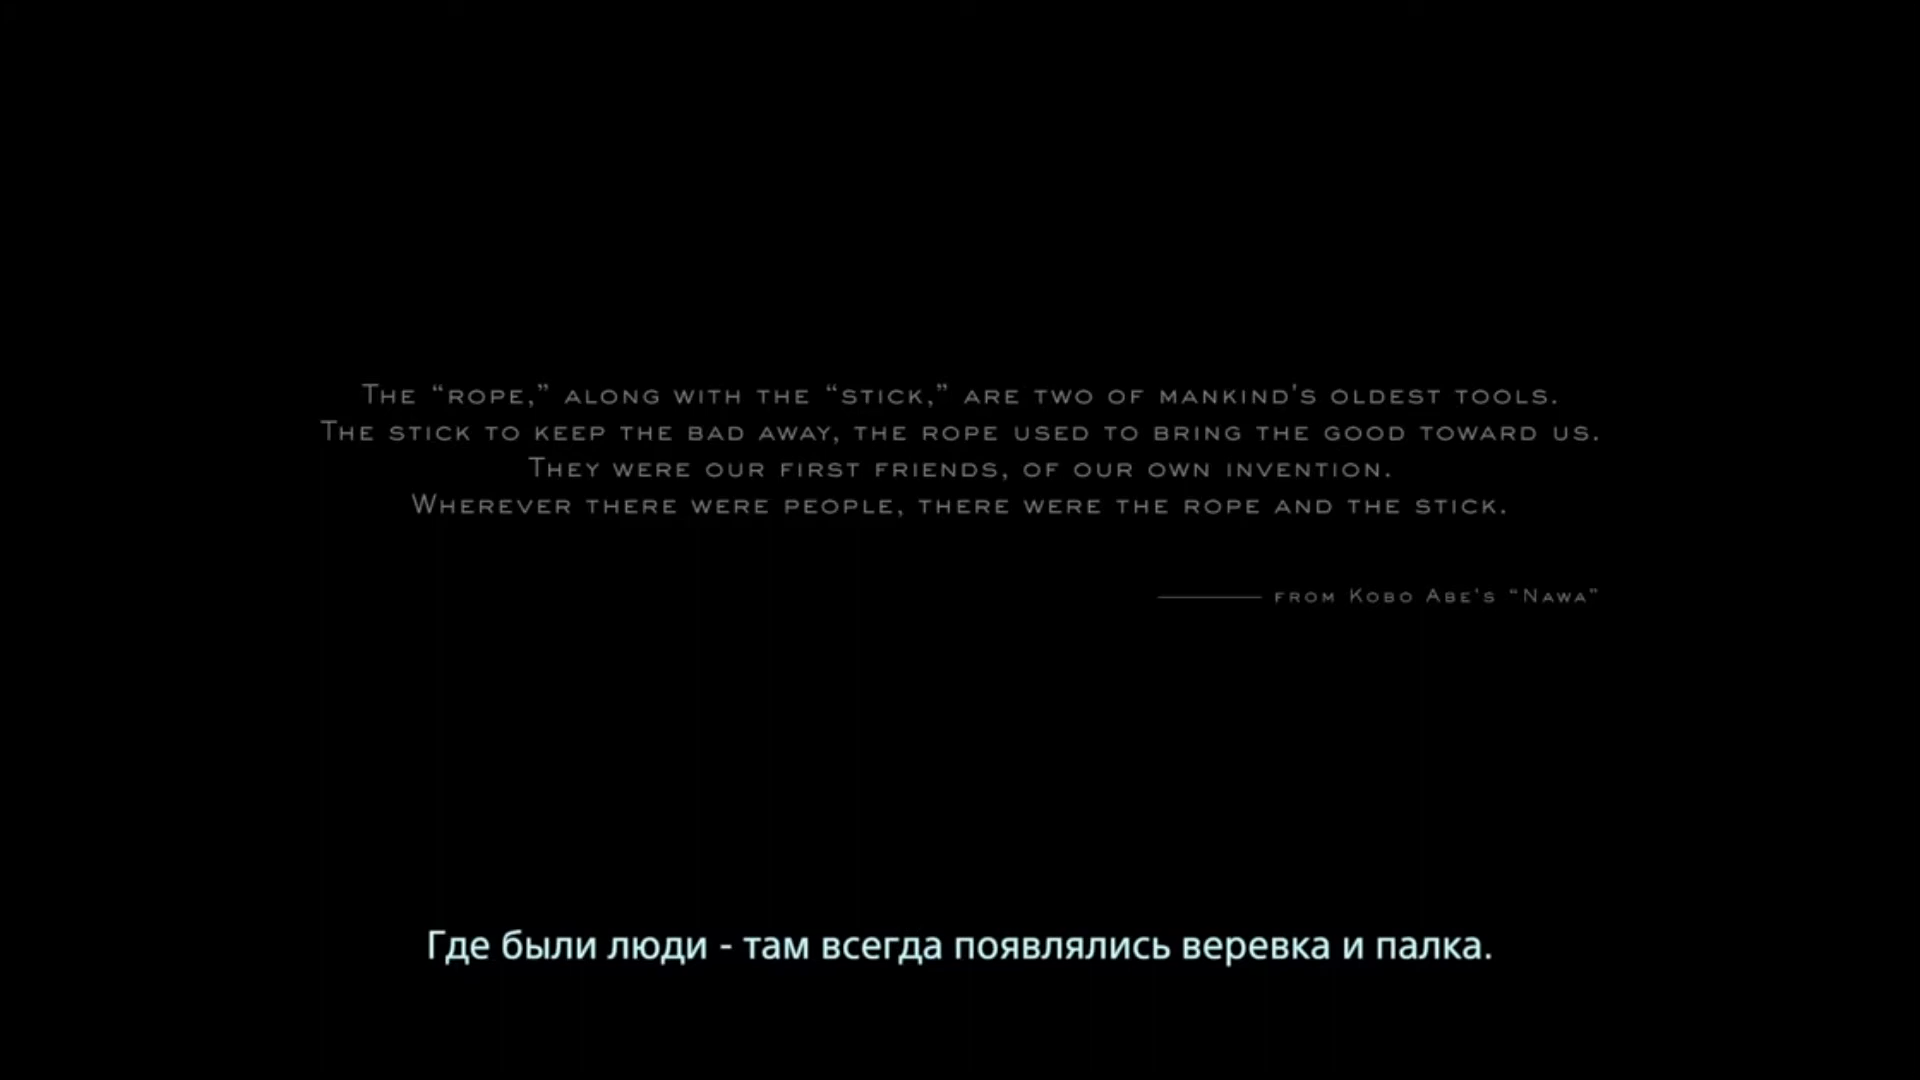 The “rope,” along with the “stick,” are two of mankind's oldest tools.
The stick to keep the bad away, the rope used to bring the good toward us.
They were our first friends, of our own invention.
Wherever there were people, there were the rope and the stick.
from Kobo Abe's “Nawa”
Где были люди - там всегда появлялись веревка и палка.